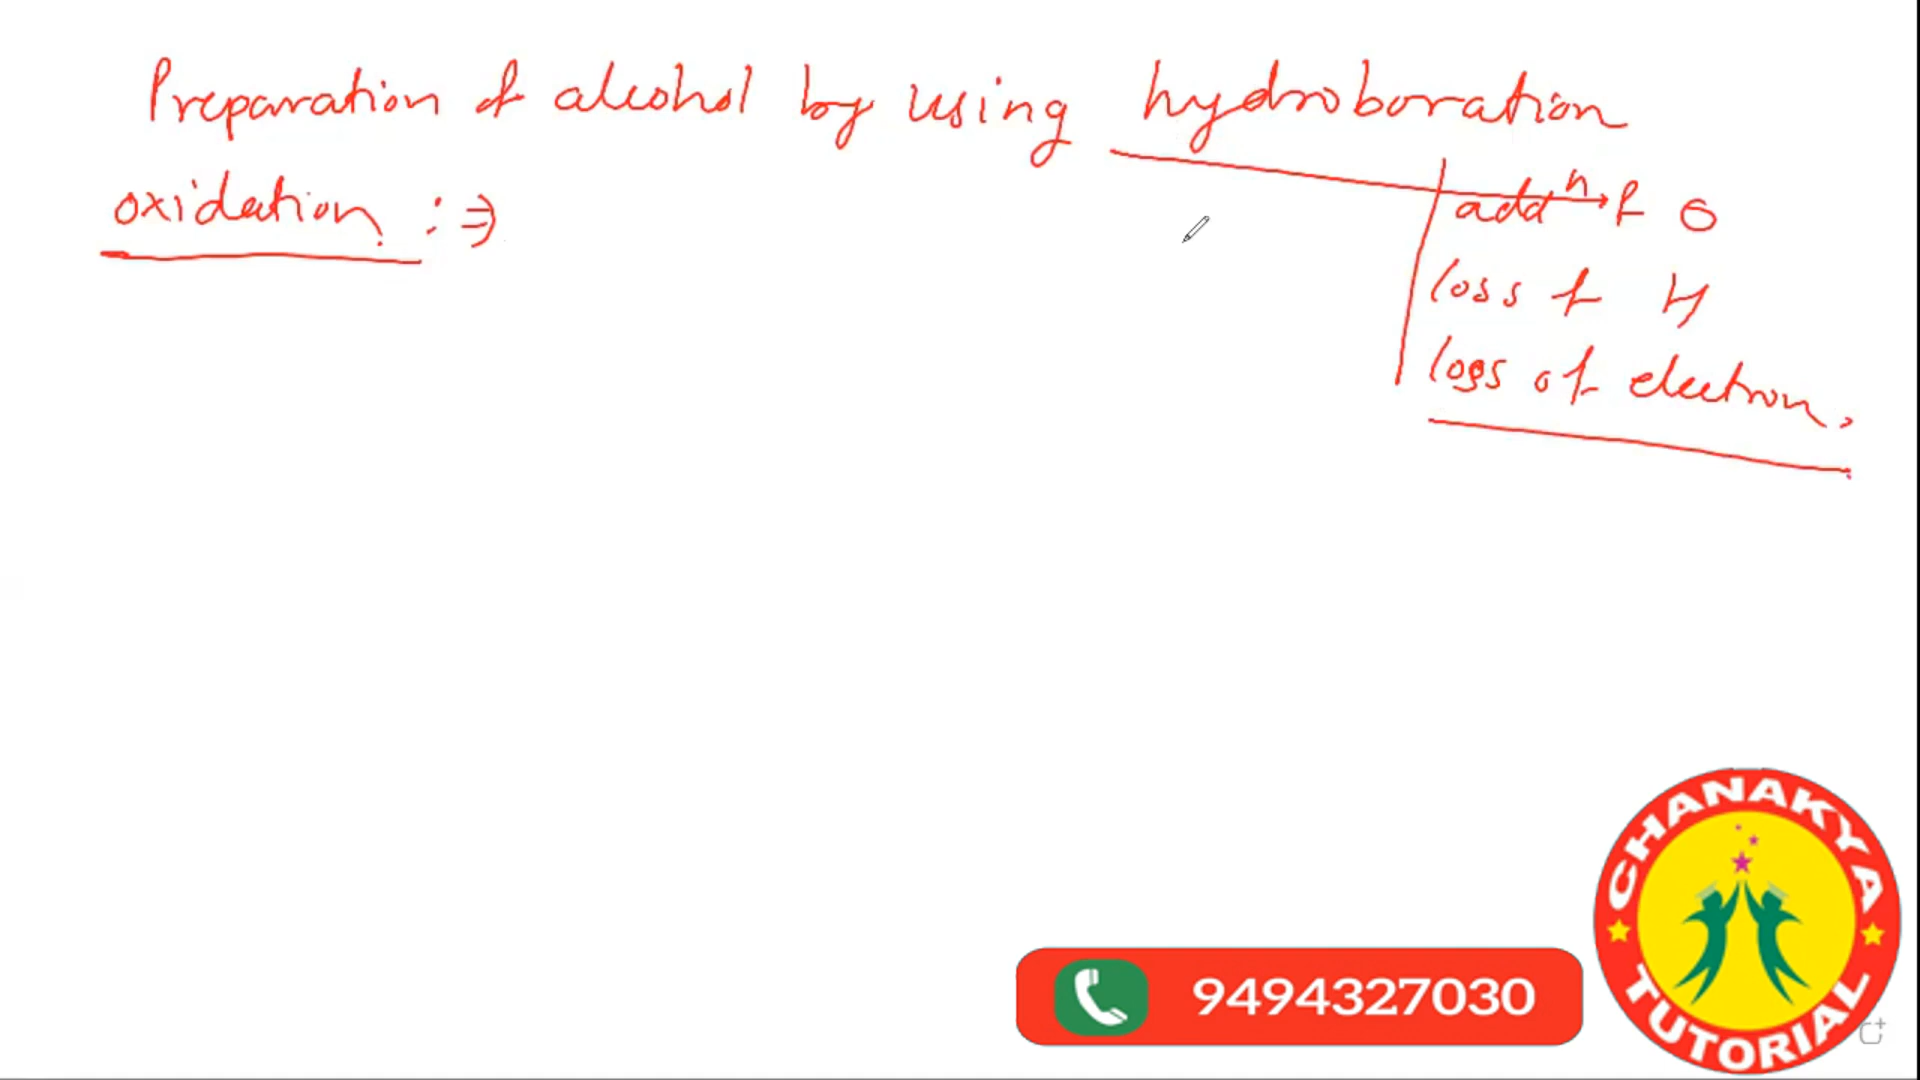 Preparation of alcohol by using hydroboration
oxidation :⇒
addⁿ of O
loss of H
loss of electron.
9494327030
CHANAKYA
TUTORIAL